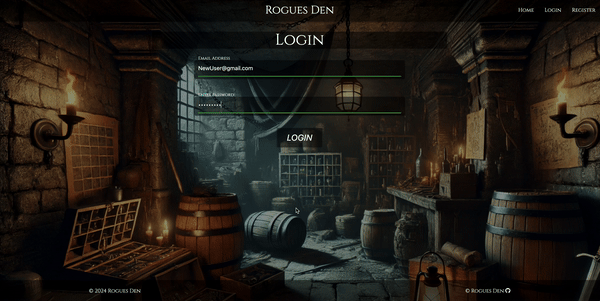 Rogues Den
Home Login Register
Login
Email Address
NewUser@gmail.com
Enter Password
•••••••••
LOGIN
© 2024 Rogues Den
© Rogues Den